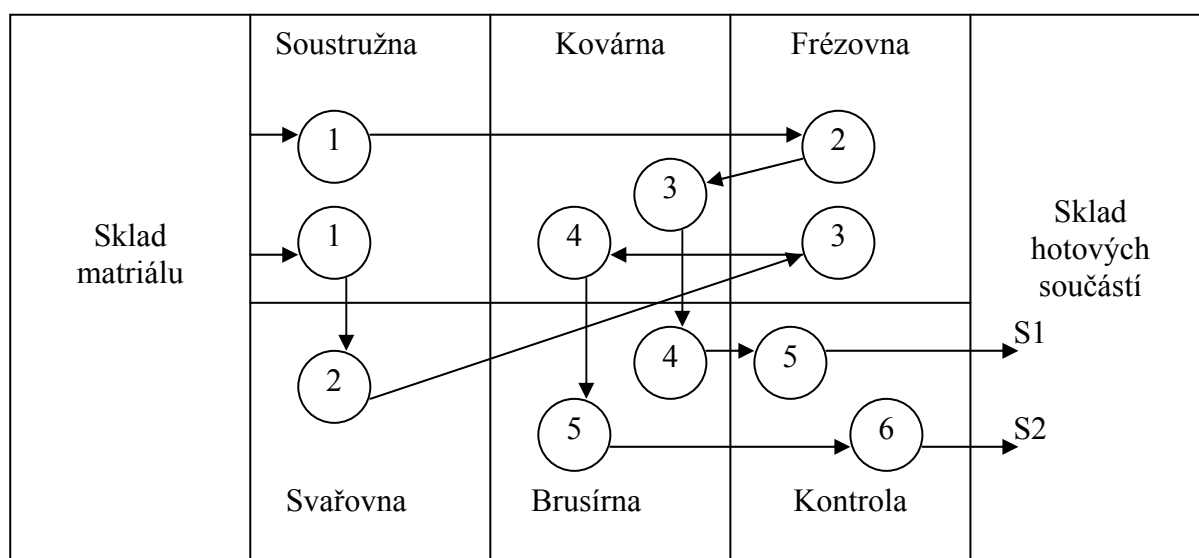 Soustružna
Kovárna
Frézovna
1
2
3
1
4
3
Sklad
matriálu
Sklad
hotových
součástí
S1
2
4
5
5
6
S2
Svařovna
Brusírna
Kontrola